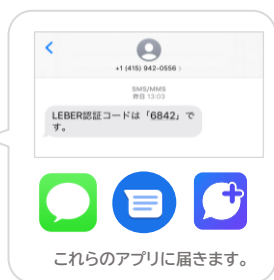 +1 (415) 942-0556
SMS/MMS
昨日 13:03
LEBER認証コードは「6842」で
す。
これらのアプリに届きます。